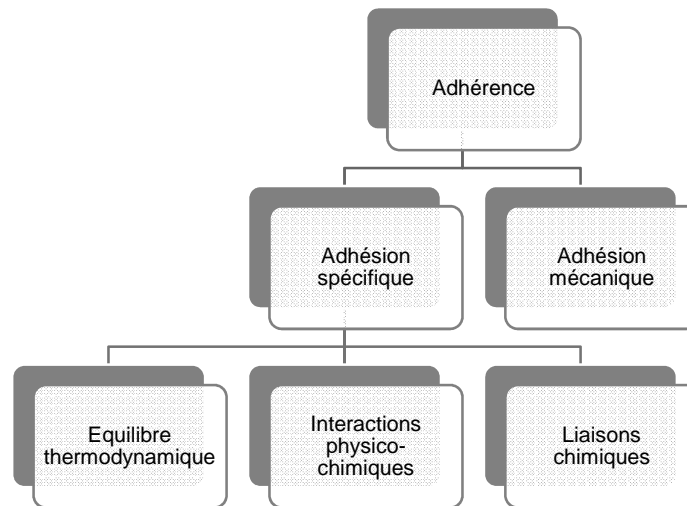 Adhérence
Adhésion
spécifique
Adhésion
mécanique
Equilibre
thermodynamique
Interactions
physico-
chimiques
Liaisons
chimiques